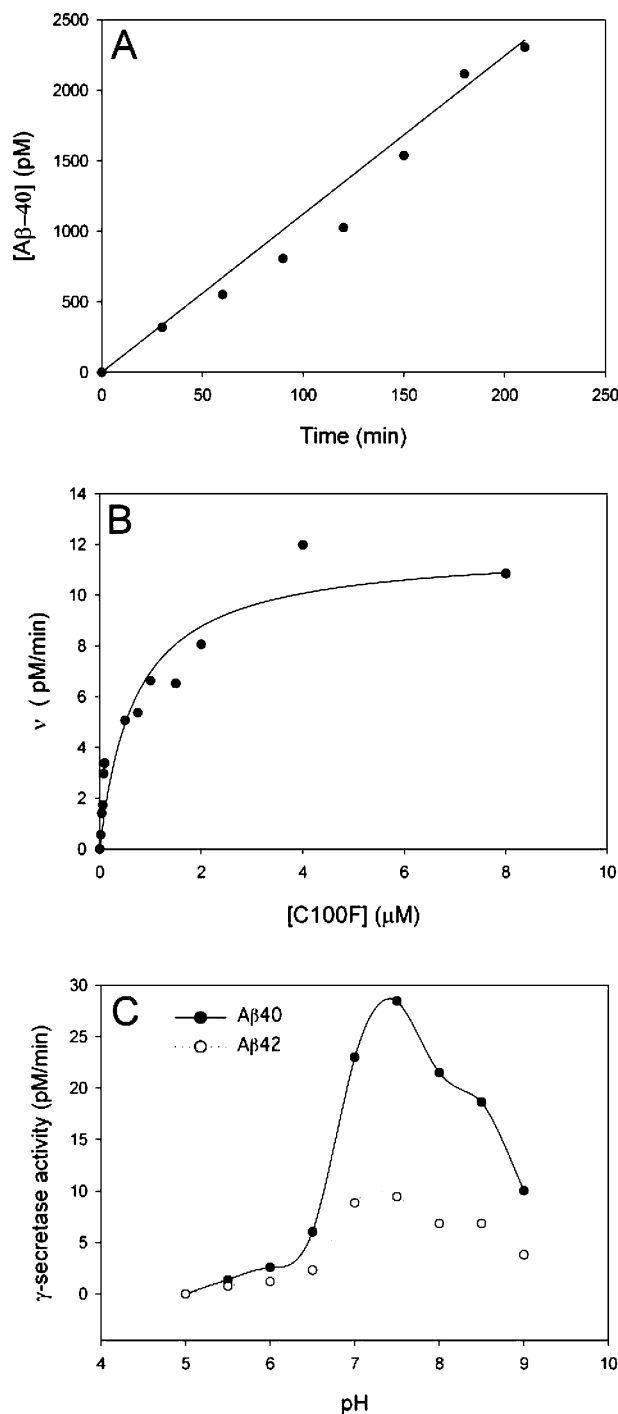 A
2500
2000
1500
1000
500
0
[Aβ−40] (pM)
0 50 100 150 200 250
Time (min)
B
14
12
10
8
6
4
2
0
ν ( pM/min)
0 2 4 6 8 10
[C100F] (μM)
C
Aβ40
Aβ42
30
25
20
15
10
5
0
γ-secretase activity (pM/min)
4 5 6 7 8 9 10
pH